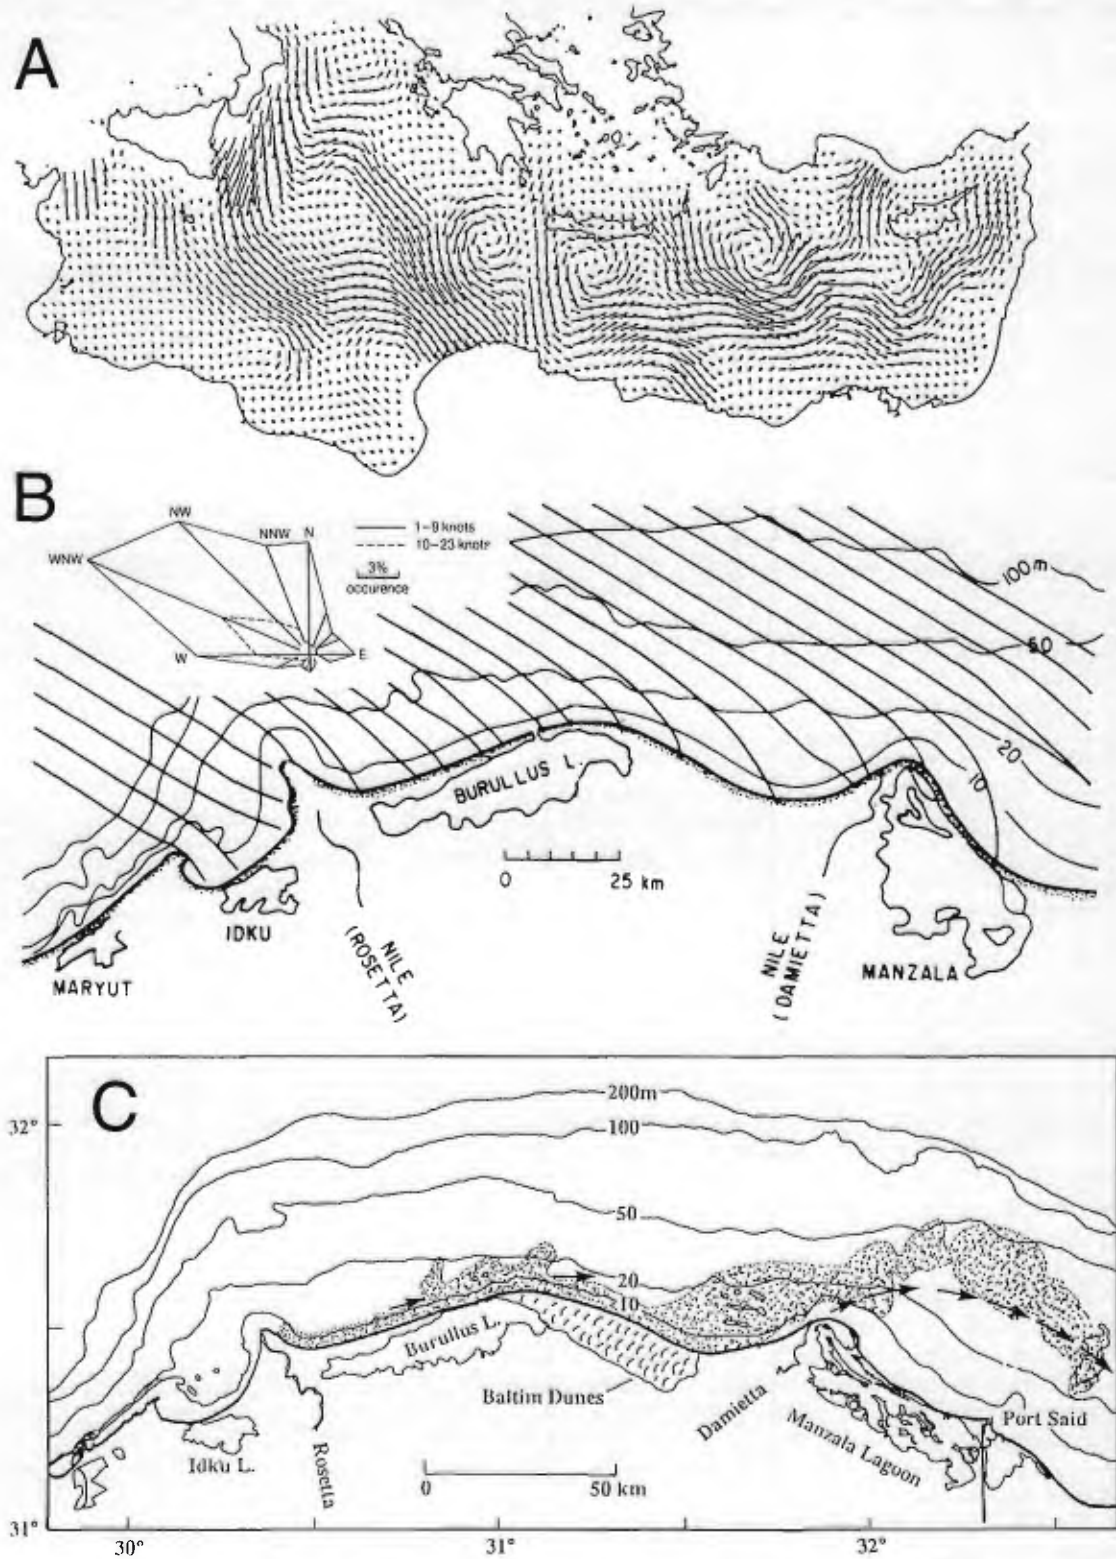 A
B
NW
NNW N
WNW
W
E
1-9 knots
10-23 knots
3%
occurence
100 m
50
20
10
BURULLUS L.
0 25 km
IDKU
MARYUT
NILE
(ROSETTA)
NILE
(DAMIETTA)
MANZALA
C
32°
200m
100
50
20
10
Burullus L.
Baltim Dunes
Damietta
Port Said
Manzala Lagoon
Idku L.
Rosetta
0 50 km
31°
30° 31° 32°